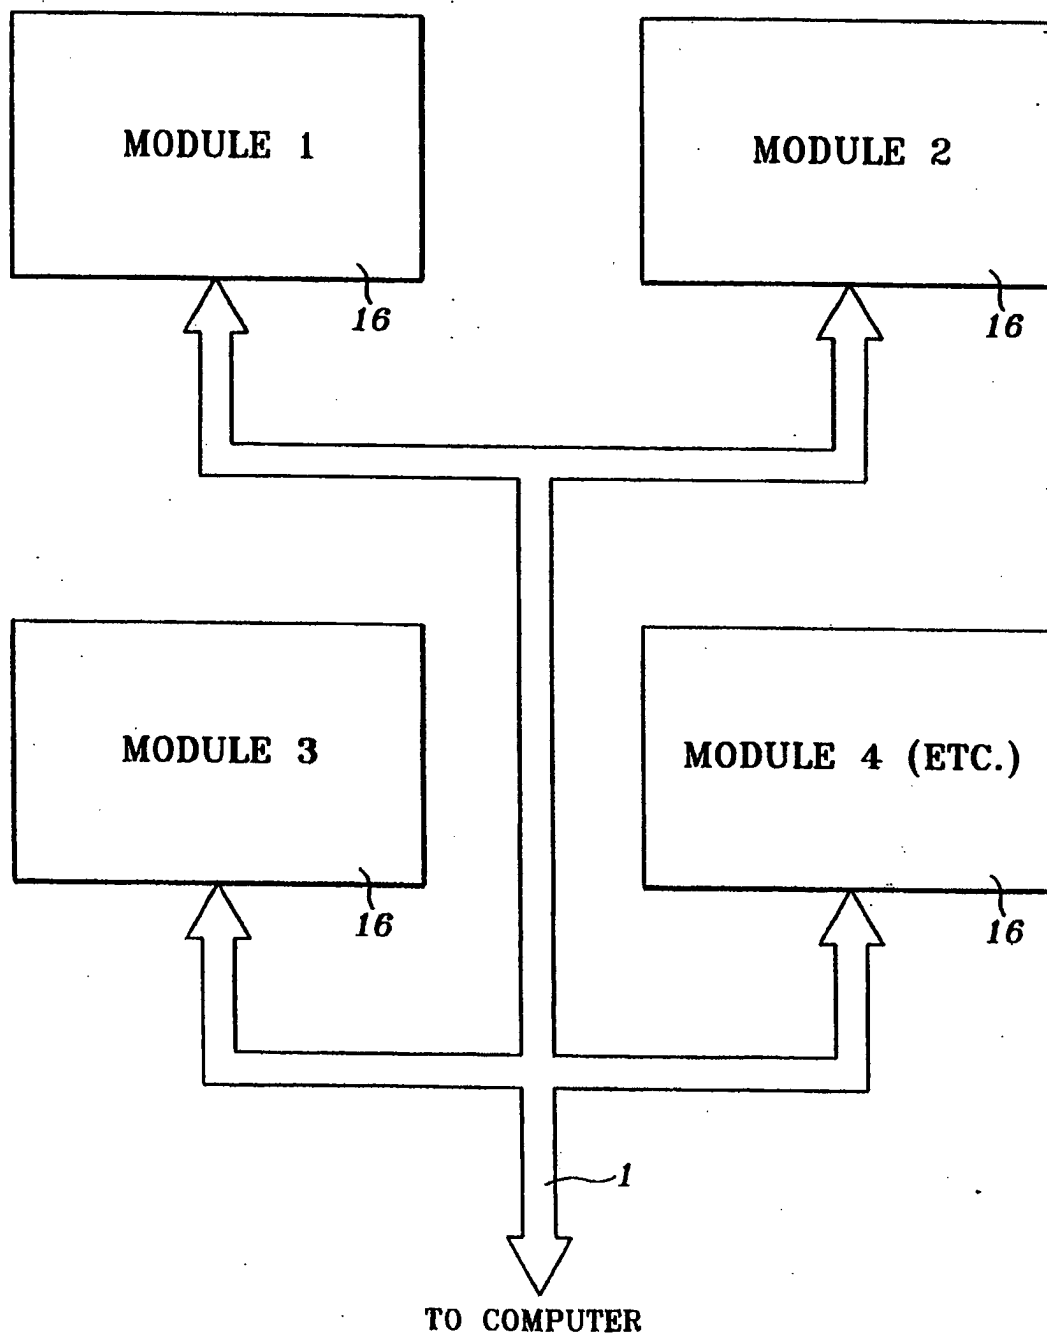 MODULE 1
MODULE 2
16
16
MODULE 3
MODULE 4 (ETC.)
16
16
1
TO COMPUTER